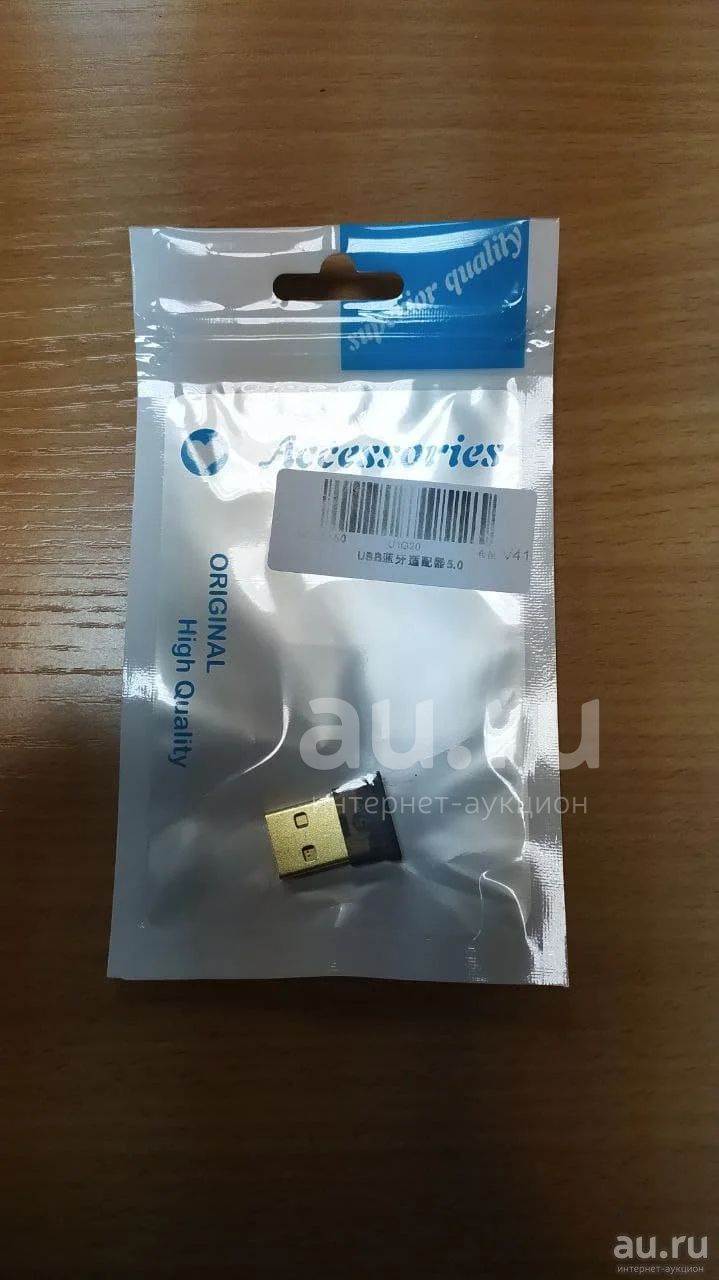 superior quality
Accessories
USB蓝牙适配器5.0
V41
ORIGINAL
High Quality
au.ru
интернет-аукцион
au.ru
интернет-аукцион